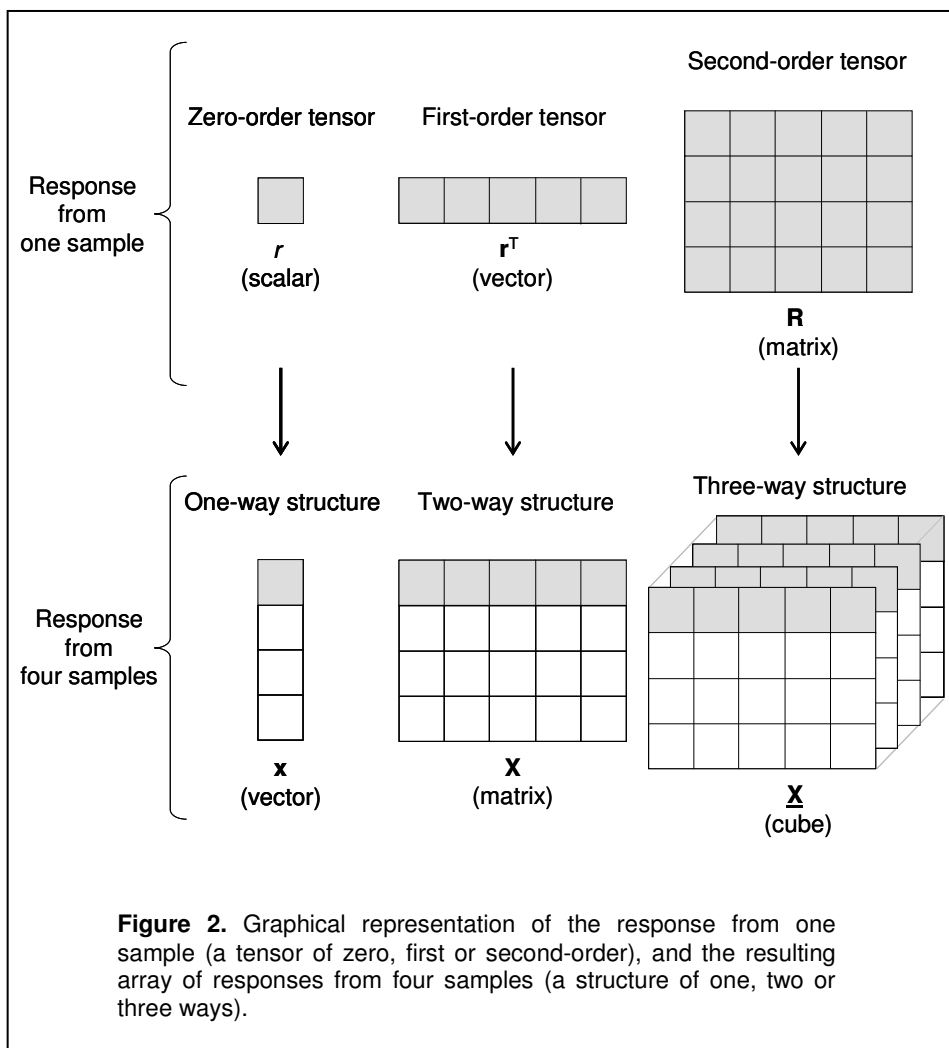 Second-order tensor
Zero-order tensor
First-order tensor
Response
from
one sample
r
(scalar)
rᵀ
(vector)
R
(matrix)
One-way structure
Two-way structure
Three-way structure
Response
from
four samples
x
(vector)
X
(matrix)
X
(cube)
Figure 2. Graphical representation of the response from one
sample (a tensor of zero, first or second-order), and the resulting
array of responses from four samples (a structure of one, two or
three ways).